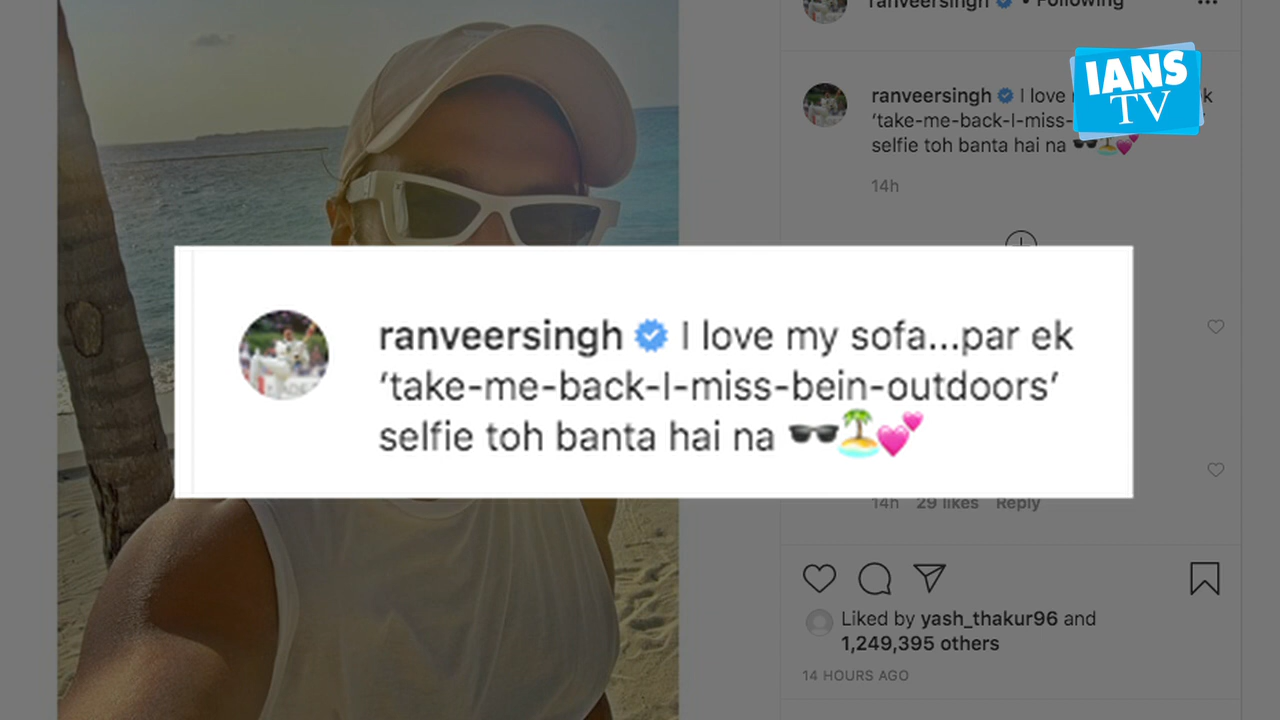 ranveersingh • Following
IANS
TV
ranveersingh I love k
‘take-me-back-I-miss-
selfie toh banta hai na 🕶️🏝️💕
14h
ranveersingh I love my sofa...par ek
‘take-me-back-I-miss-bein-outdoors’
selfie toh banta hai na 🕶️🏝️💕
14h 29 likes Reply
Liked by yash_thakur96 and
1,249,395 others
14 HOURS AGO